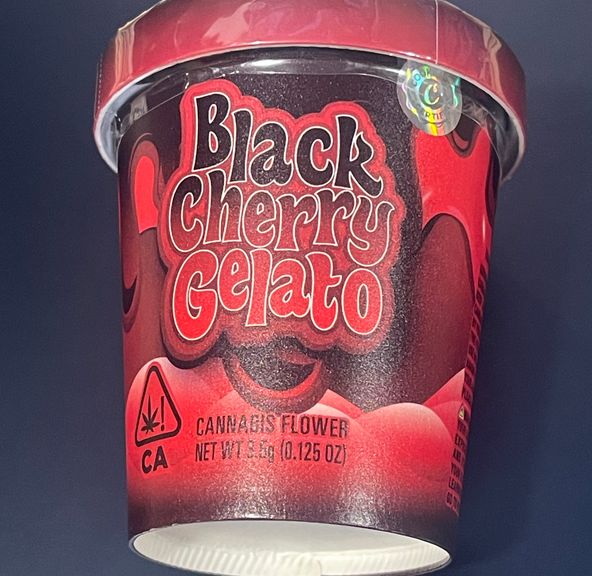 Black
Cherry
Gelato
CANNABIS FLOWER
NET WT 3.5g (0.125 OZ)
CA